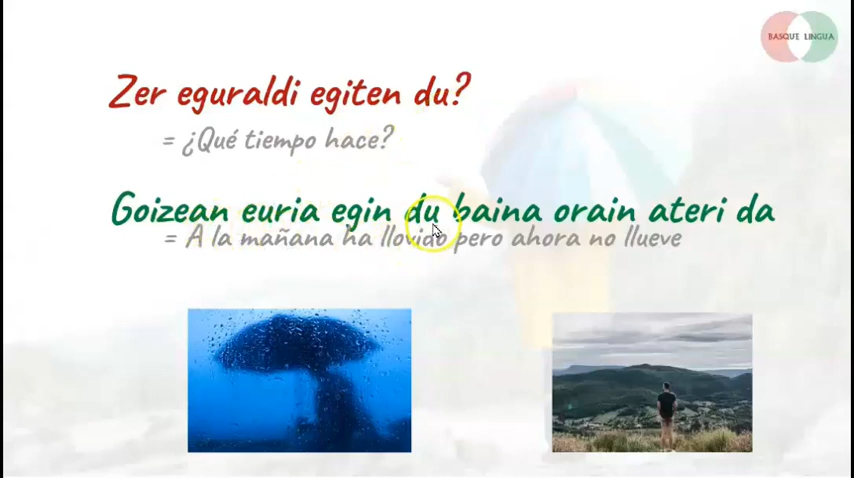 BASQUE LINGUA
Zer eguraldi egiten du?
= ¿Qué tiempo hace?
Goizean euria egin du baina orain ateri da
= A la mañana ha llovido pero ahora no llueve